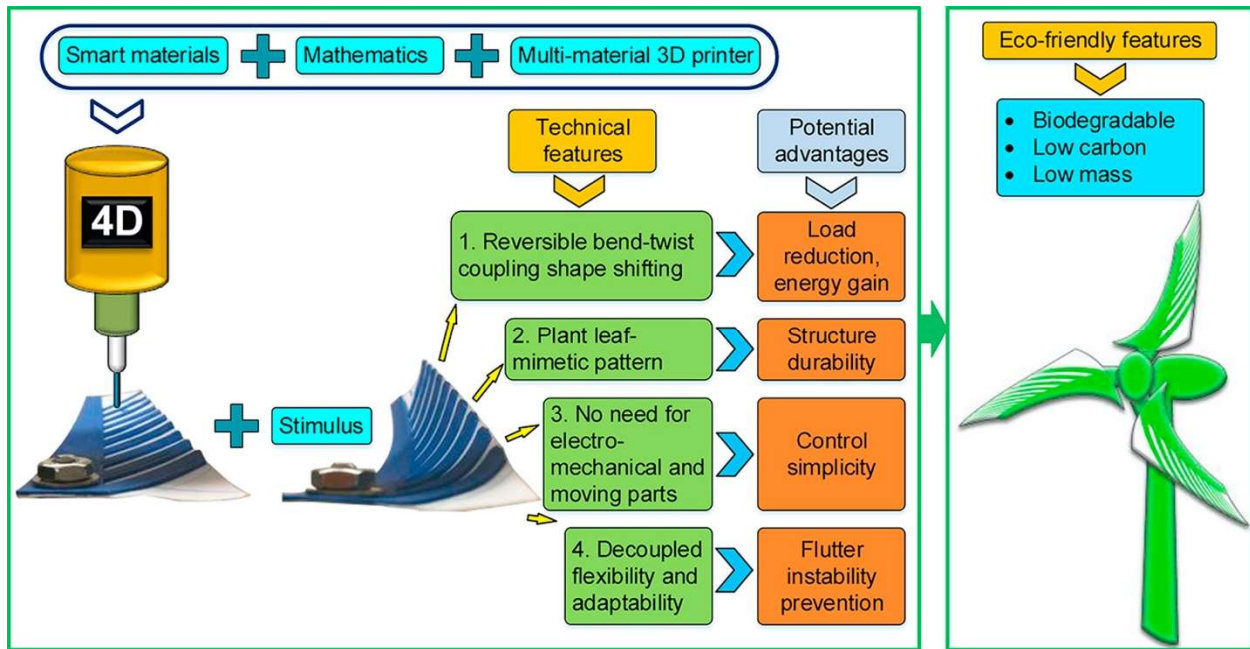 Smart materials
Mathematics
Multi-material 3D printer
4D
Stimulus
Technical
features
Potential
advantages
1. Reversible bend-twist
coupling shape shifting
Load
reduction,
energy gain
2. Plant leaf-
mimetic pattern
Structure
durability
3. No need for
electro-
mechanical and
moving parts
Control
simplicity
4. Decoupled
flexibility and
adaptability
Flutter
instability
prevention
Eco-friendly features
• Biodegradable
• Low carbon
• Low mass